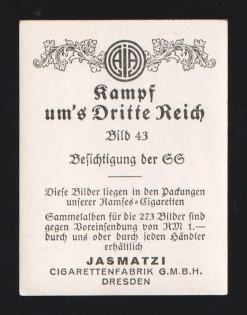 AJA
Kampf
um's Dritte Reich
Bild 43
Besichtigung der SS
Diese Bilder liegen in den Packungen
unserer Ramses-Cigaretten
Sammelalben für die 273 Bilder sind
gegen Voreinsendung von RM 1.—
durch uns oder durch jeden Händler
erhältlich
JASMATZI
CIGARETTENFABRIK G.M.B.H.
DRESDEN